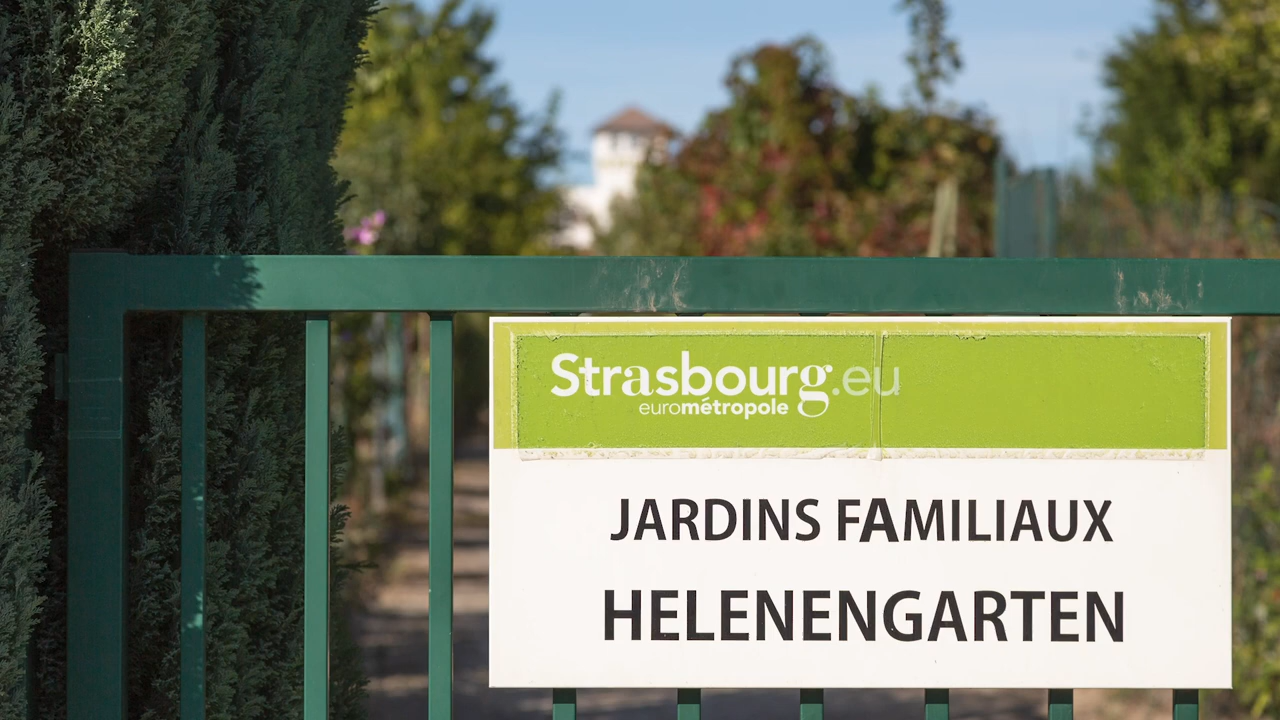 Strasbourg.eu
eurométropole
JARDINS FAMILIAUX
HELENENGARTEN